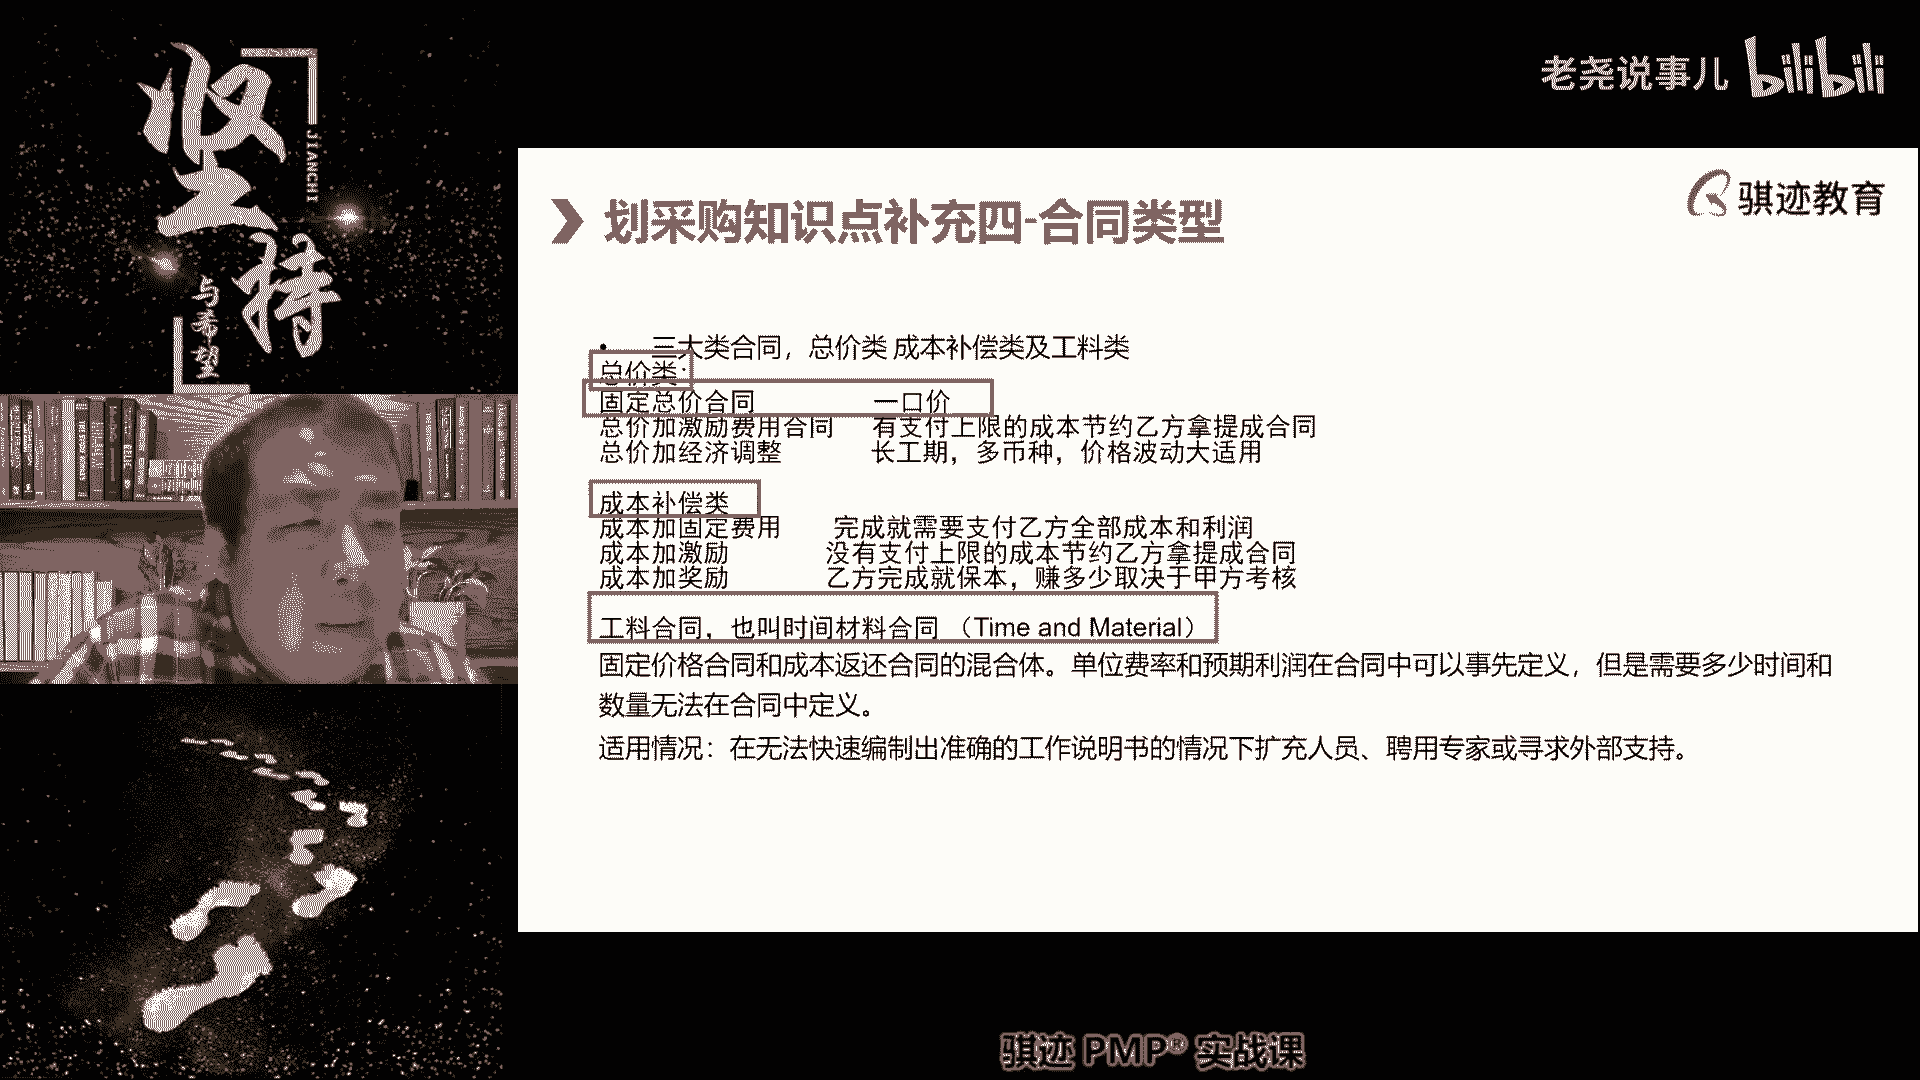 坚持
JIANCHI
与希望
老尧说事儿 bilibili
骐迹教育
划采购知识点补充四-合同类型
• 三大类合同，总价类 成本补偿类及工料类
总价类：
固定总价合同 一口价
总价加激励费用合同 有支付上限的成本节约乙方拿提成合同
总价加经济调整 长工期，多币种，价格波动大适用
成本补偿类
成本加固定费用 完成就需要支付乙方全部成本和利润
成本加激励 没有支付上限的成本节约乙方拿提成合同
成本加奖励 乙方完成就保本，赚多少取决于甲方考核
工料合同，也叫时间材料合同 （Time and Material）
固定价格合同和成本返还合同的混合体。单位费率和预期利润在合同中可以事先定义，但是需要多少时间和
数量无法在合同中定义。
适用情况：在无法快速编制出准确的工作说明书的情况下扩充人员、聘用专家或寻求外部支持。
骐迹 PMP® 实战课